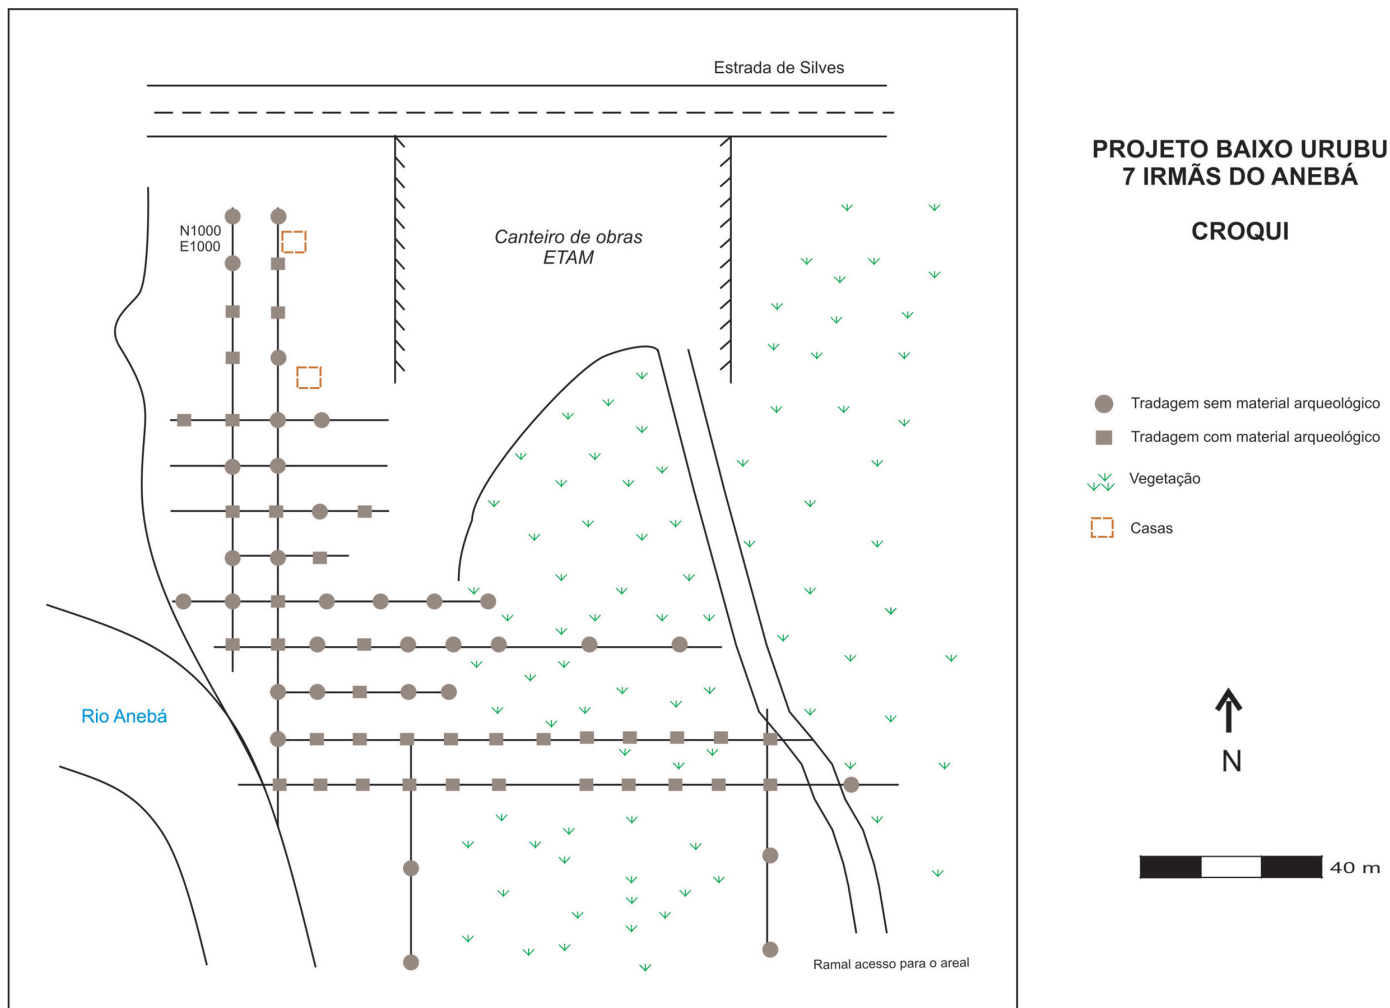 Estrada de Silves
PROJETO BAIXO URUBU
7 IRMÃS DO ANEBÁ
CROQUI
N1000
E1000
Canteiro de obras
ETAM
Tradagem sem material arqueológico
Tradagem com material arqueológico
Vegetação
Casas
Rio Anebá
N
40 m
Ramal acesso para o areal